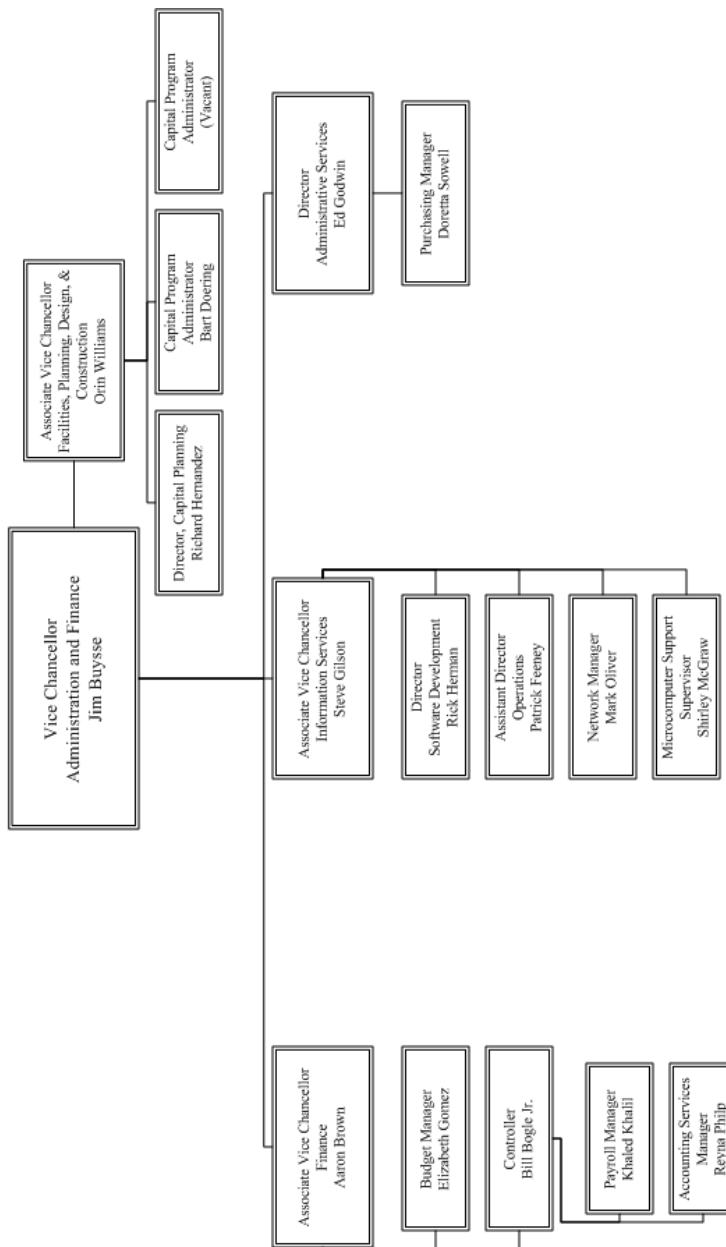 Vice Chancellor
Administration and Finance
Jim Buysse
Associate Vice Chancellor
Facilities, Planning, Design, &
Construction
Orin Williams
Director, Capital Planning
Richard Hernandez
Capital Program
Administrator
Bart Doering
Capital Program
Administrator
(Vacant)
Associate Vice Chancellor
Finance
Aaron Brown
Associate Vice Chancellor
Information Services
Steve Gilson
Director
Administrative Services
Ed Godwin
Budget Manager
Elizabeth Gomez
Controller
Bill Bogle Jr.
Payroll Manager
Khaled Khalil
Accounting Services
Manager
Reyna Philp
Director
Software Development
Rick Herman
Assistant Director
Operations
Patrick Feeney
Network Manager
Mark Oliver
Microcomputer Support
Supervisor
Shirley McGraw
Purchasing Manager
Doretta Sowell